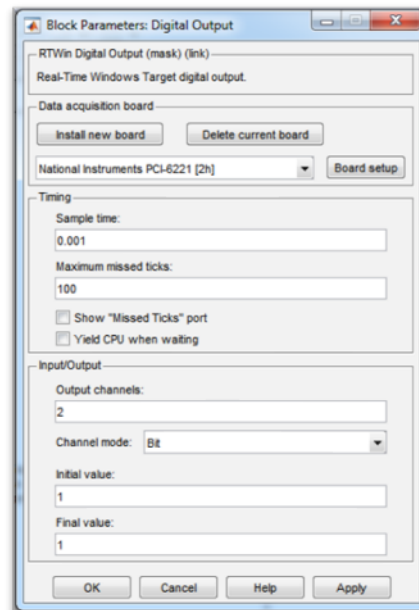 Block Parameters: Digital Output
RTWin Digital Output (mask) (link)
Real-Time Windows Target digital output.
Data acquisition board
Install new board Delete current board
National Instruments PCI-6221 [2h] Board setup
Timing
Sample time:
0.001
Maximum missed ticks:
100
Show "Missed Ticks" port
Yield CPU when waiting
Input/Output
Output channels:
2
Channel mode: Bit
Initial value:
1
Final value:
1
OK Cancel Help Apply